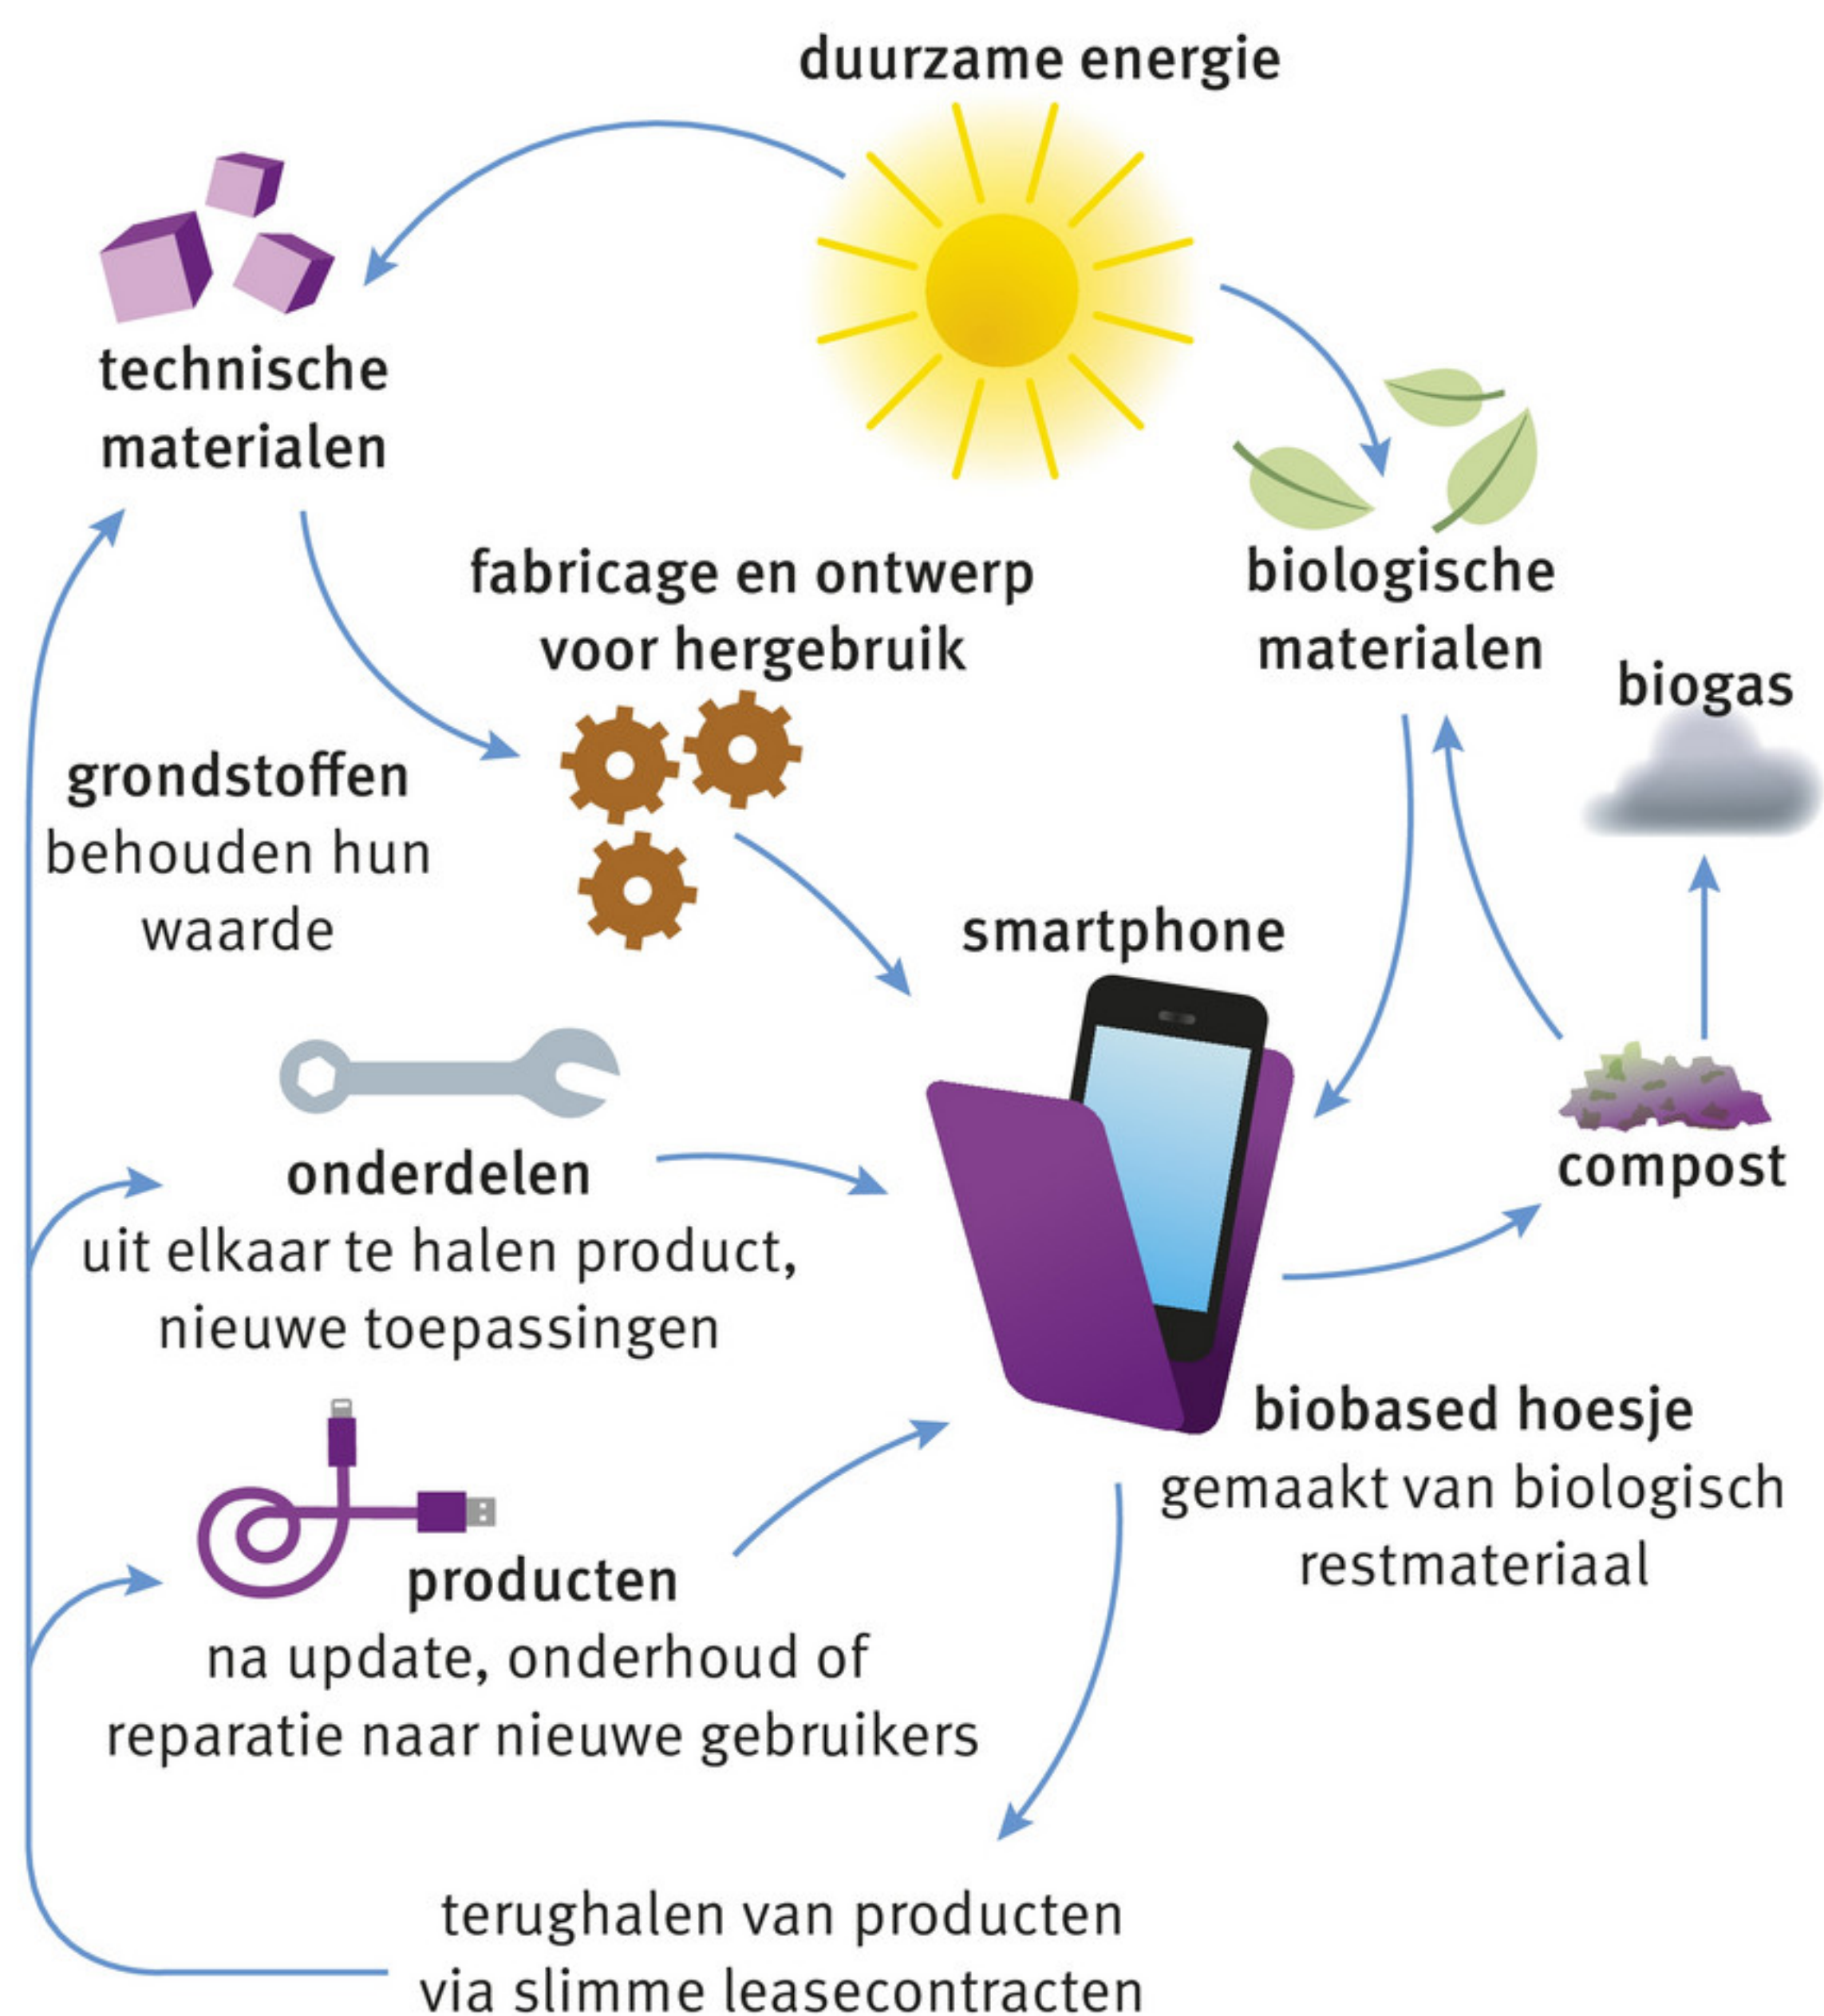 duurzame energie
technische
materialen
fabricage en ontwerp
voor hergebruik
biologische
materialen
biogas
grondstoffen
behouden hun
waarde
smartphone
onderdelen
uit elkaar te halen product,
nieuwe toepassingen
compost
biobased hoesje
gemaakt van biologisch
restmateriaal
producten
na update, onderhoud of
reparatie naar nieuwe gebruikers
terughalen van producten
via slimme leasecontracten